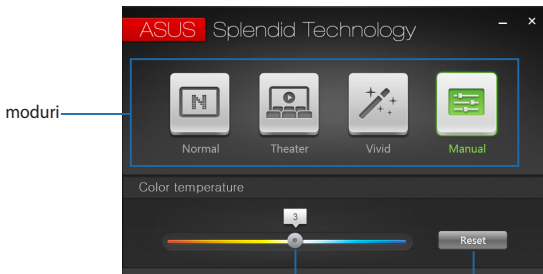 ASUS Splendid Technology
moduri
N
Normal Theater Vivid Manual
Color temperature
3
Reset